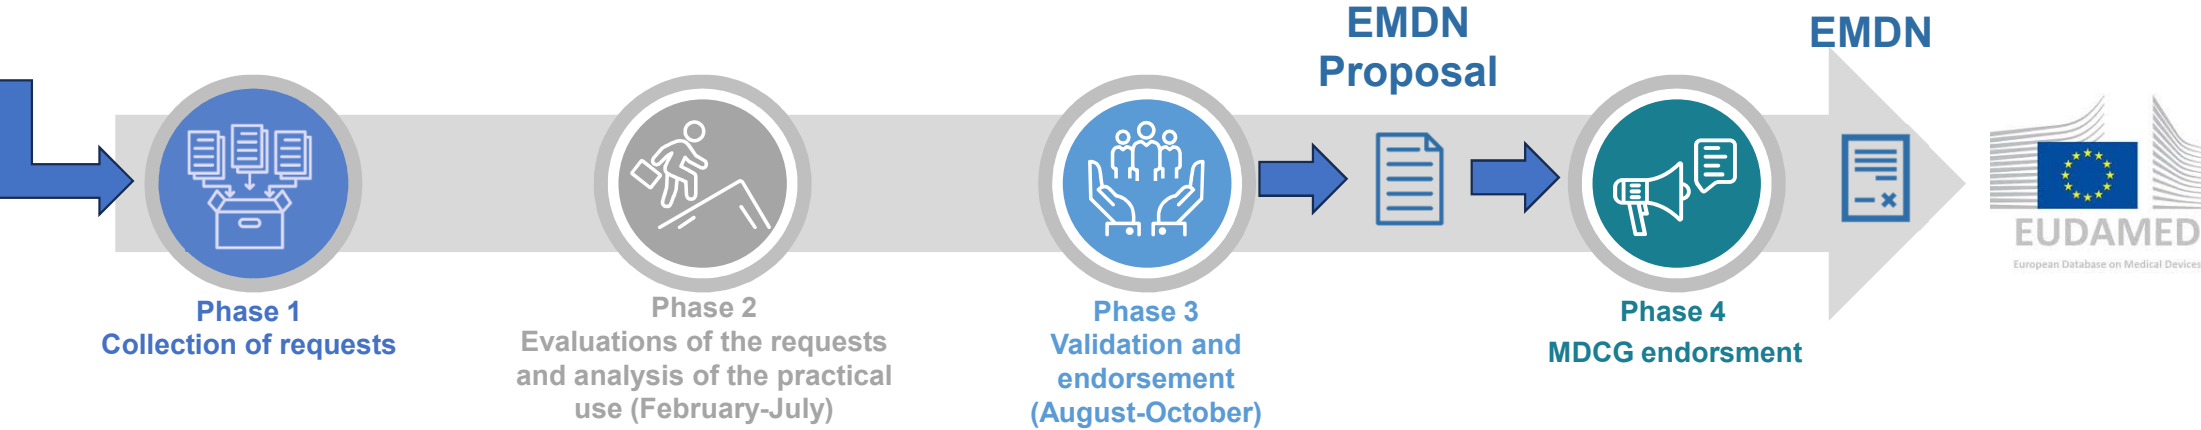 EMDN
Proposal
EMDN
Phase 1
Collection of requests
Phase 2
Evaluations of the requests
and analysis of the practical
use (February-July)
Phase 3
Validation and
endorsement
(August-October)
Phase 4
MDCG endorsment
EUDAMED
European Database on Medical Devices